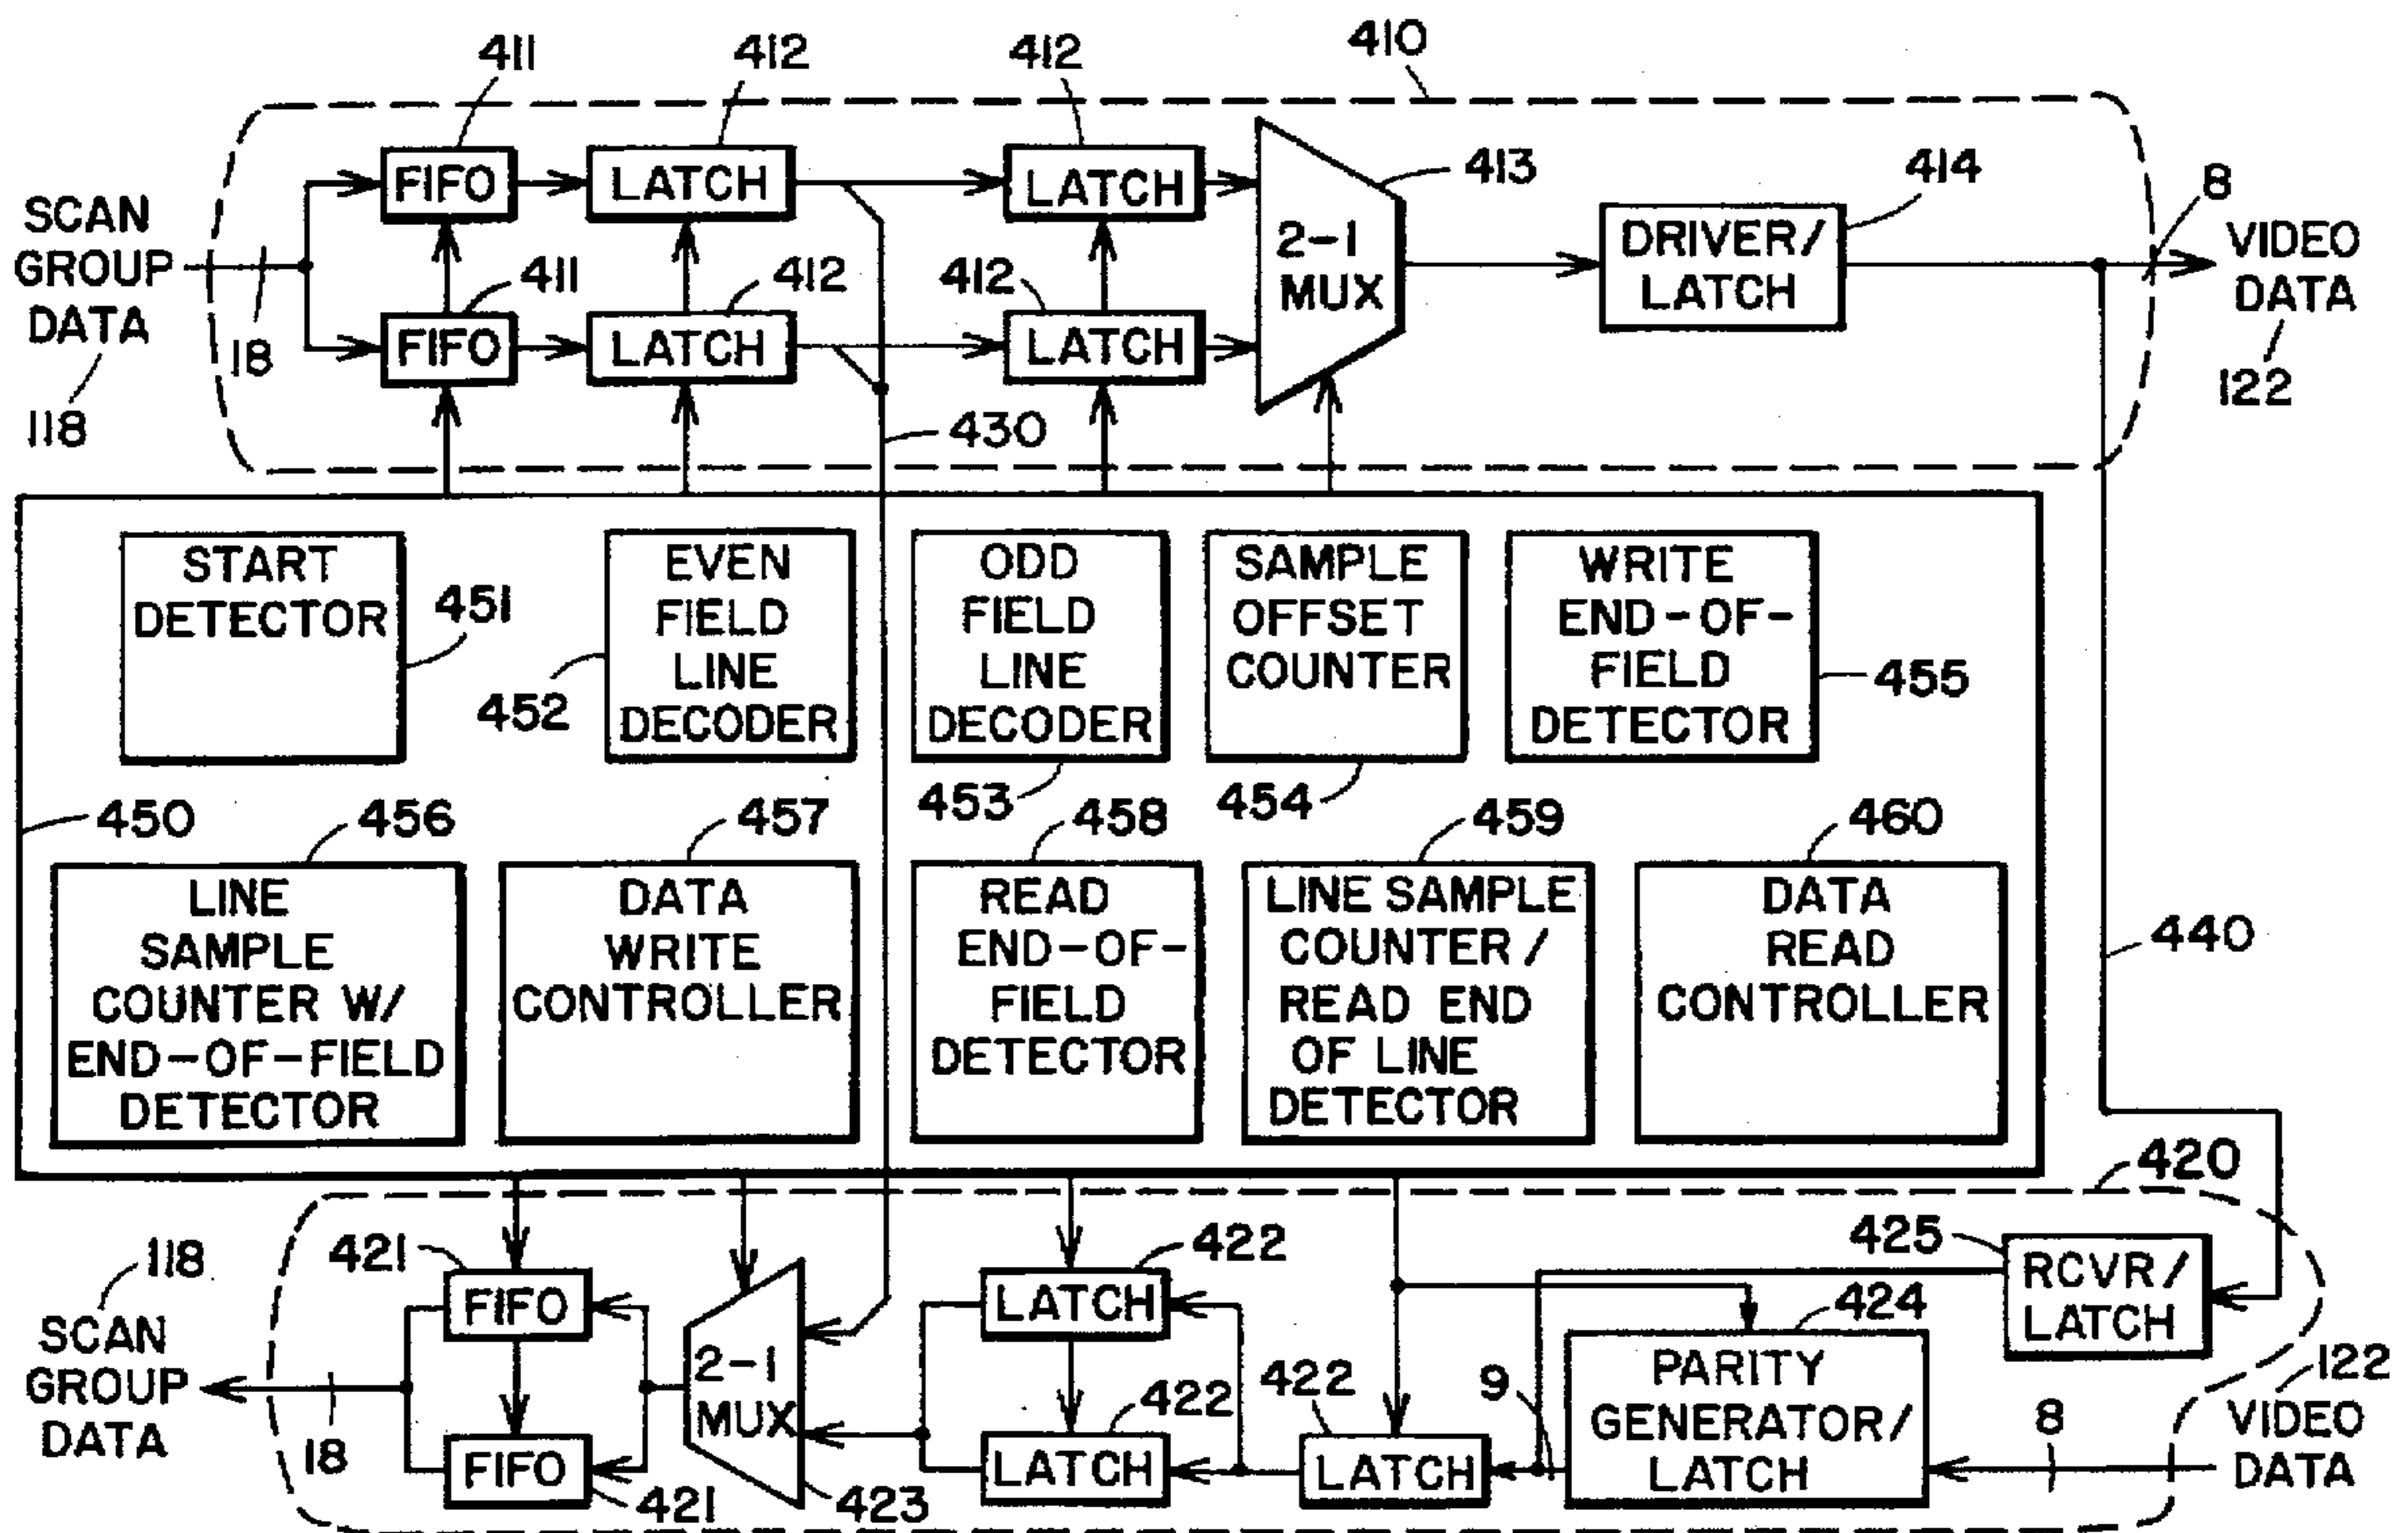 411
412
412
410
FIFO
LATCH
LATCH
413
414
8
SCAN
GROUP
DATA
118
18
411
FIFO
412
LATCH
412
LATCH
2-1
MUX
DRIVER/
LATCH
VIDEO
DATA
122
430
START
DETECTOR
451
EVEN
FIELD
LINE
DECODER
452
ODD
FIELD
LINE
DECODER
453
SAMPLE
OFFSET
COUNTER
454
WRITE
END-OF-
FIELD
DETECTOR
455
450
456
LINE
SAMPLE
COUNTER W/
END-OF-FIELD
DETECTOR
457
DATA
WRITE
CONTROLLER
458
READ
END-OF-
FIELD
DETECTOR
459
LINE SAMPLE
COUNTER/
READ END
OF LINE
DETECTOR
460
DATA
READ
CONTROLLER
440
420
118
SCAN
GROUP
DATA
18
421
FIFO
FIFO
421
2-1
MUX
423
422
LATCH
422
LATCH
422
LATCH
9
425
RCVR/
LATCH
424
PARITY
GENERATOR/
LATCH
8
122
VIDEO
DATA